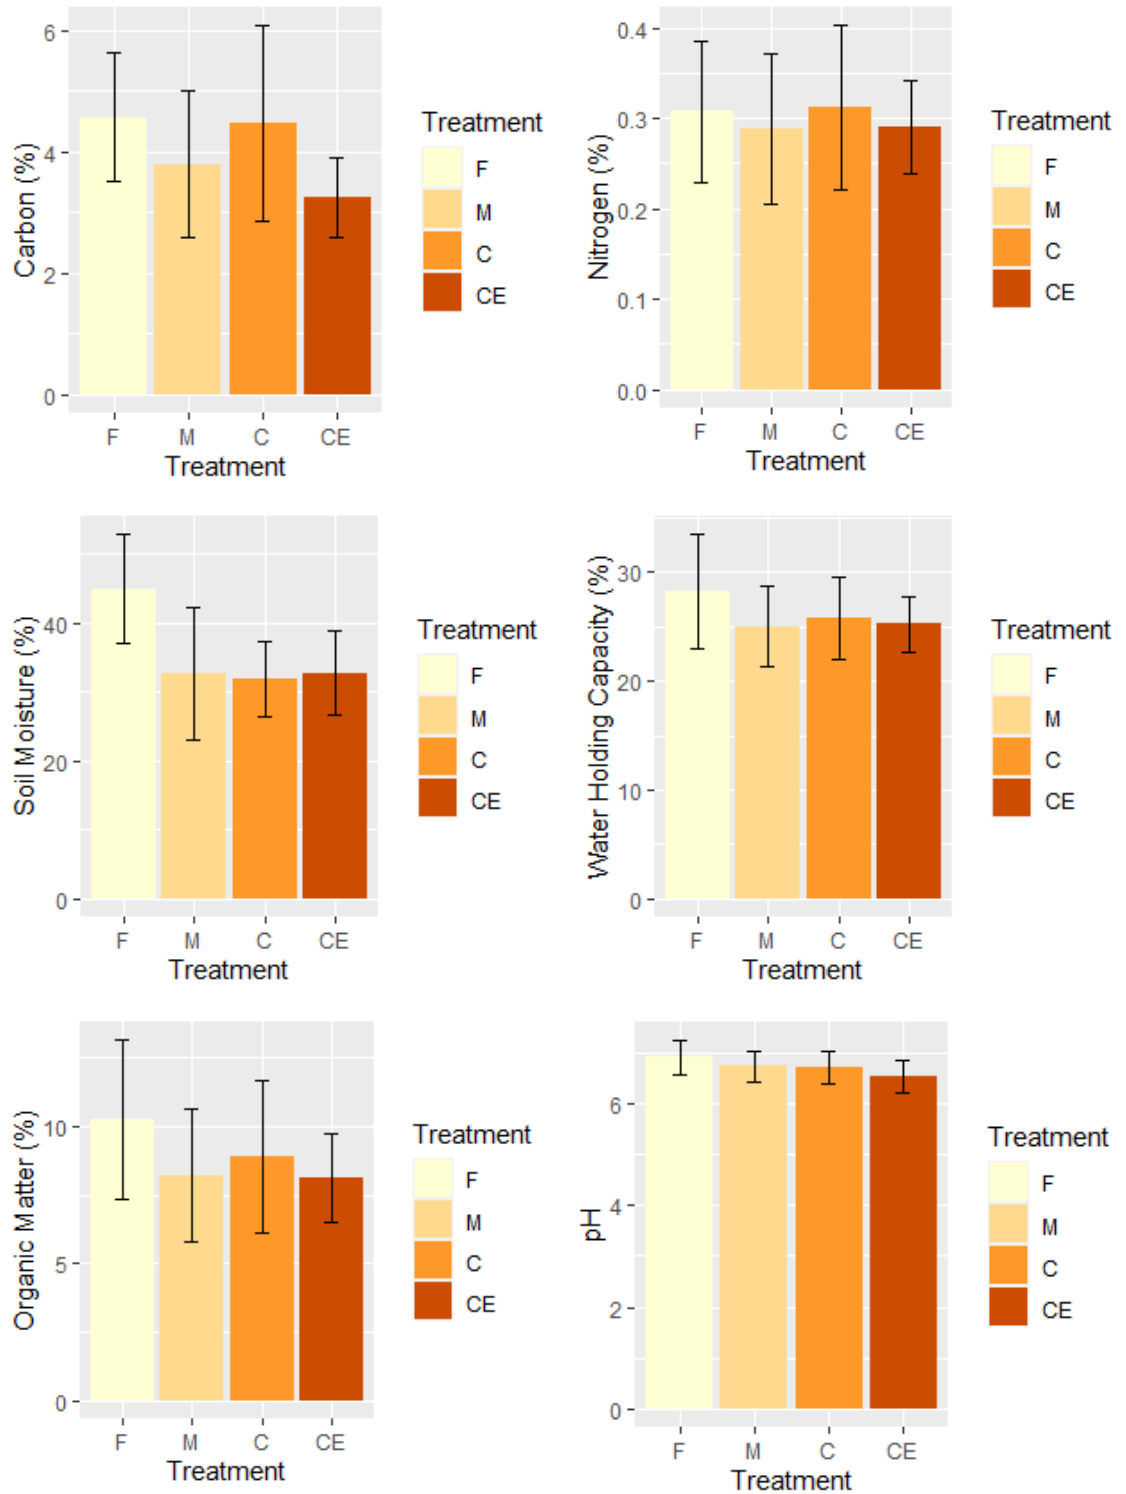 Carbon (%)
6
4
2
0
F M C CE
Treatment
Treatment
F
M
C
CE
Nitrogen (%)
0.4
0.3
0.2
0.1
0.0
F M C CE
Treatment
Treatment
F
M
C
CE
Soil Moisture (%)
40
20
0
F M C CE
Treatment
Treatment
F
M
C
CE
Water Holding Capacity (%)
30
20
10
0
F M C CE
Treatment
Treatment
F
M
C
CE
Organic Matter (%)
10
5
0
F M C CE
Treatment
Treatment
F
M
C
CE
pH
6
4
2
0
F M C CE
Treatment
Treatment
F
M
C
CE